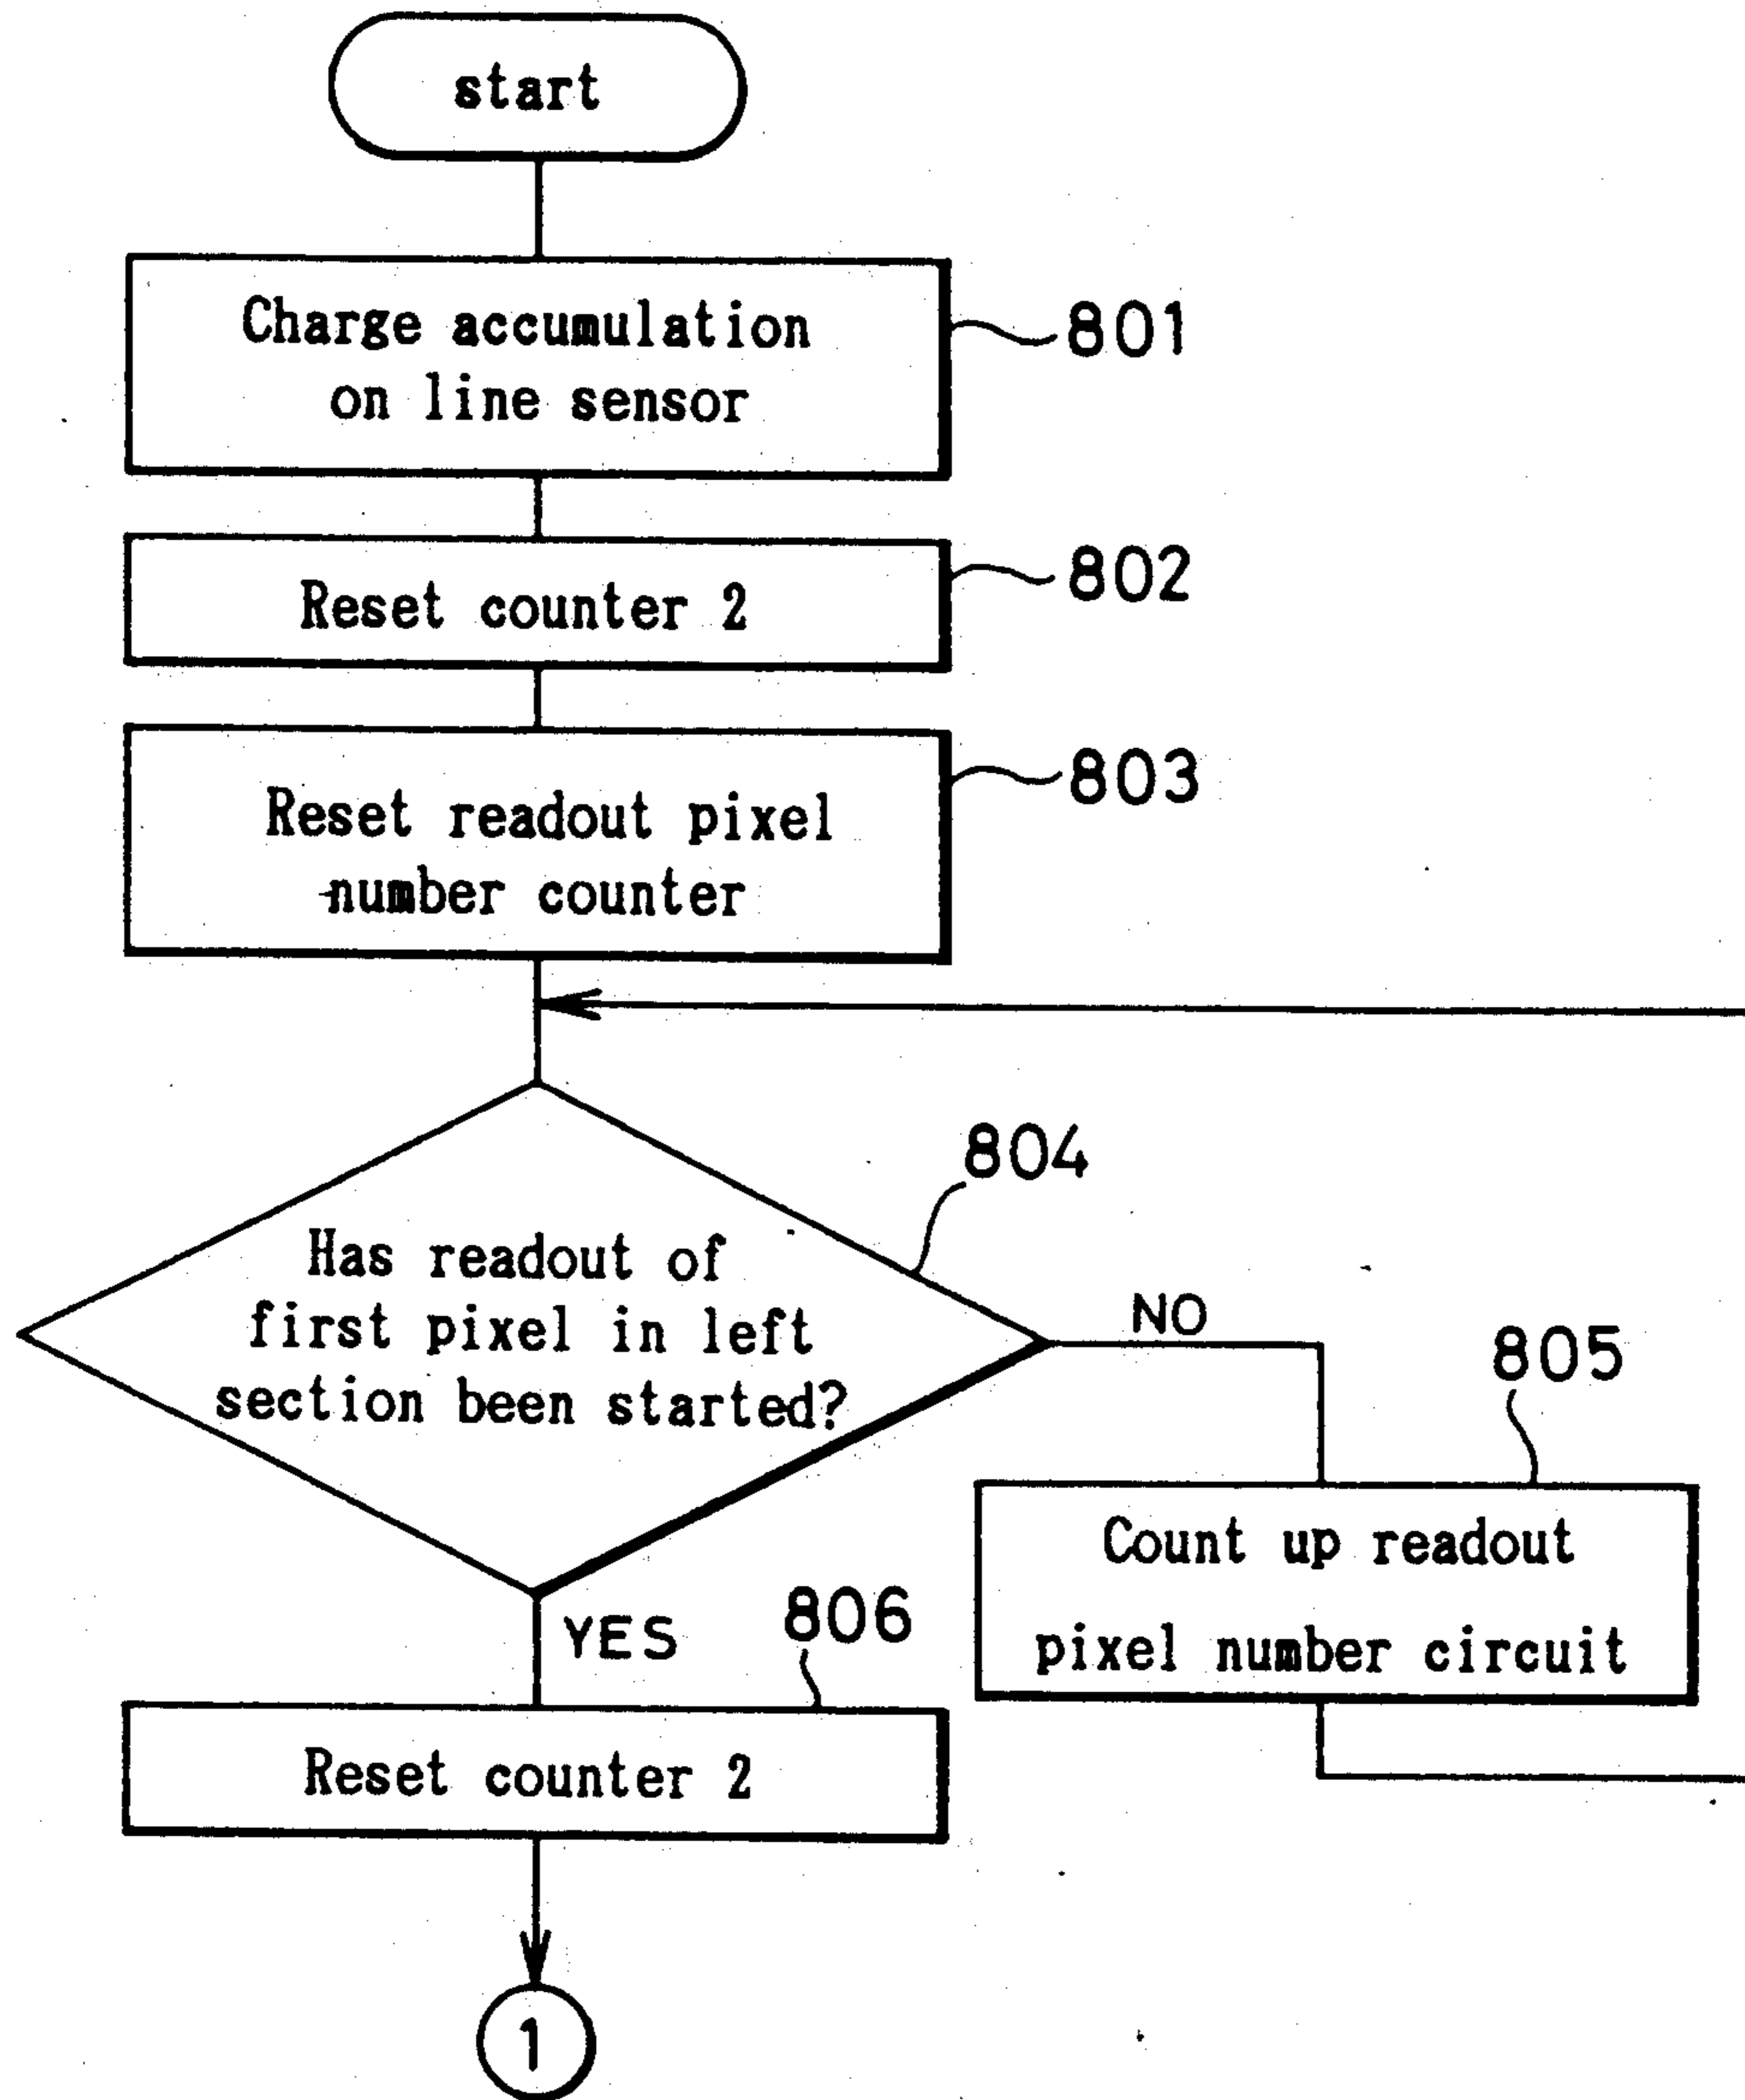 start
Charge accumulation
on line sensor
801
Reset counter 2
802
Reset readout pixel
number counter
803
Has readout of
first pixel in left
section been started?
804
NO
805
Count up readout
pixel number circuit
YES
806
Reset counter 2
1